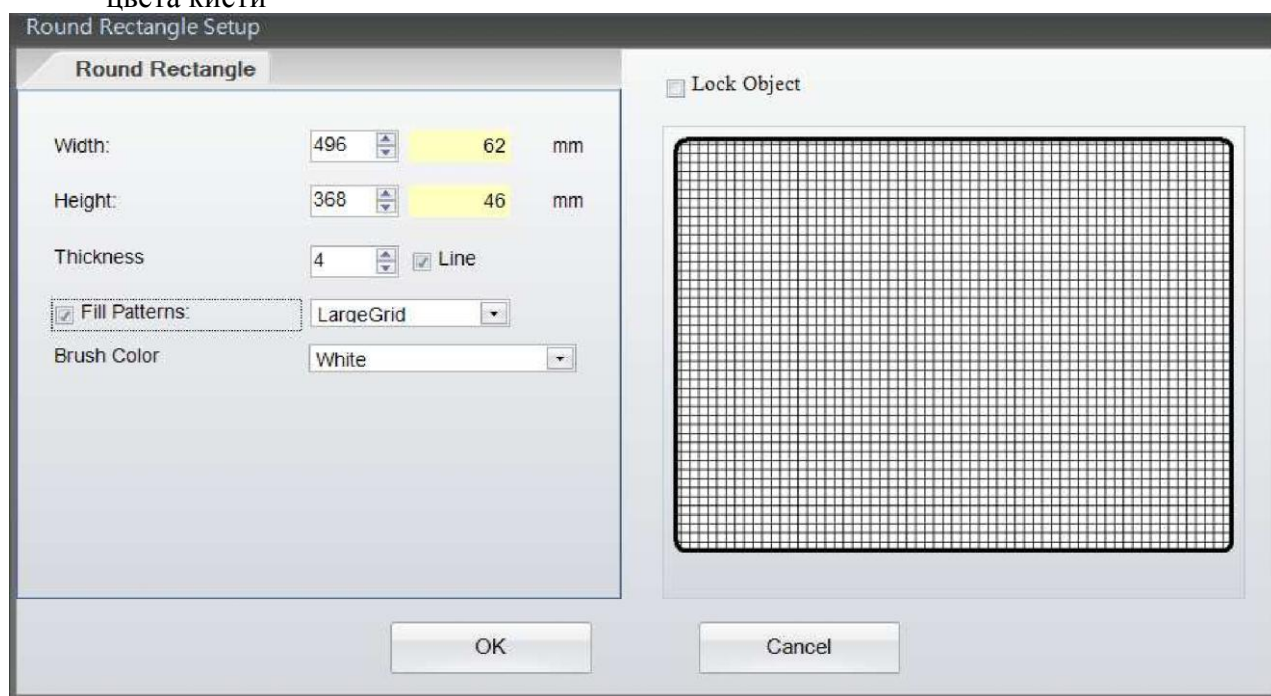 цвета кисти
Round Rectangle Setup
Round Rectangle
Lock Object
Width: 496 62 mm
Height: 368 46 mm
Thickness 4 Line
Fill Patterns: LargeGrid
Brush Color White
OK Cancel